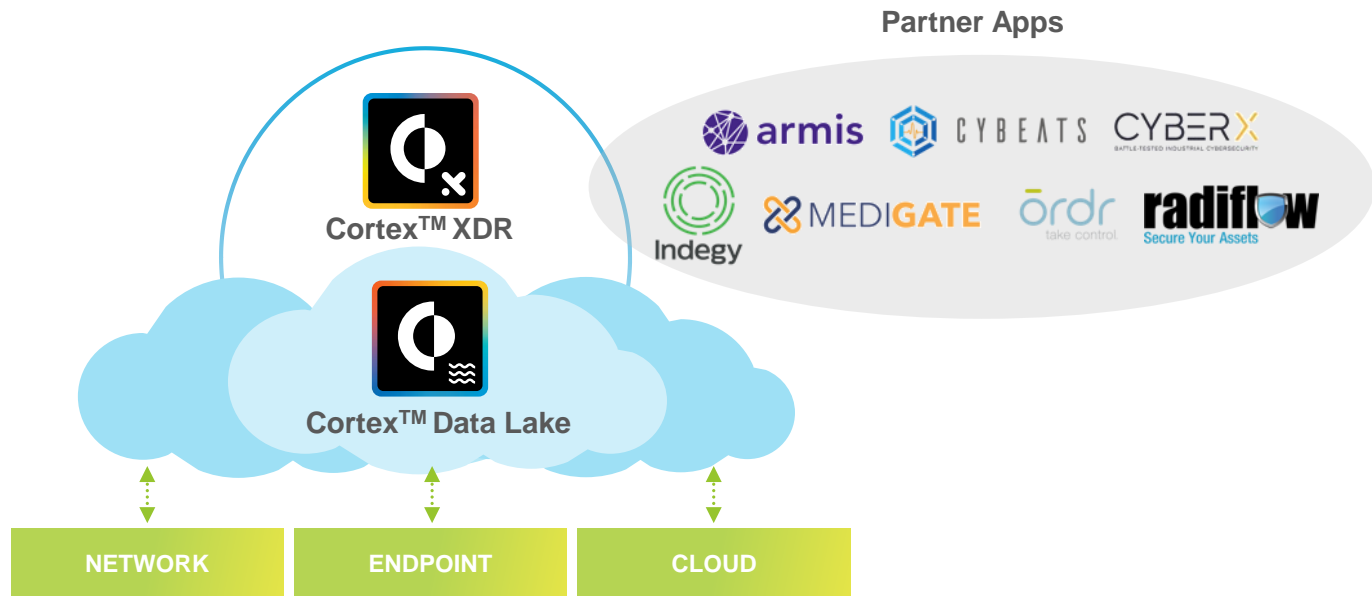 Partner Apps
armis
CYBEATS
CYBERX
BATTLE-TESTED INDUSTRIAL CYBERSECURITY
Indegy
MEDIGATE
ōrdr
take control
radiflow
Secure Your Assets
Cortex™ XDR
Cortex™ Data Lake
NETWORK
ENDPOINT
CLOUD